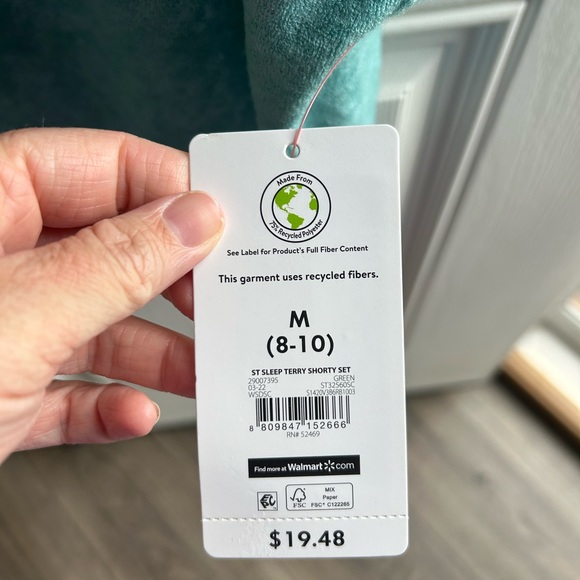 Made From
75% Recycled Polyester
See Label for Product's Full Fiber Content
This garment uses recycled fibers.
M
(8-10)
ST SLEEP TERRY SHORTY SET
29007395 GREEN
03-22 ST32560SC
WSDSC S1420V3B6RB1003
8 809847 152666
RN# 52469
Find more at Walmart.com
FSC MIX
Paper
FSC® C122265
$19.48